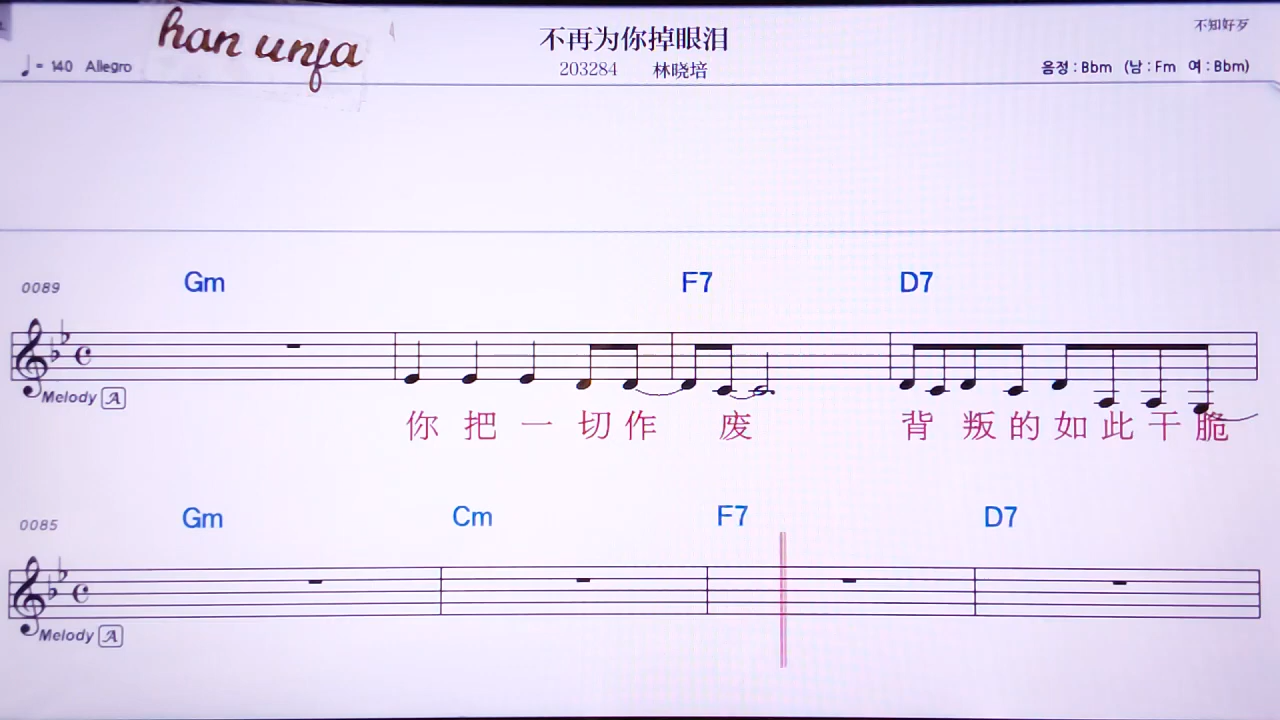 han unfa
不再为你掉眼泪
不知好歹
♩= 140 Allegro
203284 林晓培
음정 : Bbm (남 : Fm 여 : Bbm)
0089 Gm F7 D7
Melody A
你 把 一 切 作 废 背 叛 的 如 此 干 脆
0085 Gm Cm F7 D7
Melody A